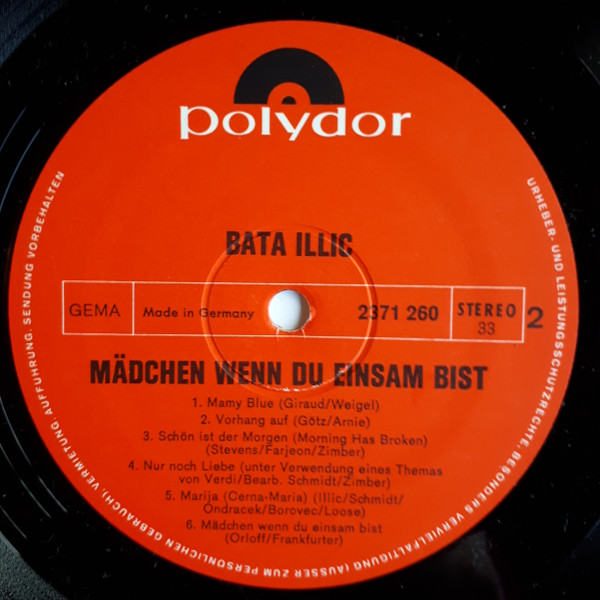 polydor
BATA ILLIC
GEMA
Made in Germany
2371 260
STEREO
33
2
MÄDCHEN WENN DU EINSAM BIST
1. Mamy Blue (Giraud/Weigel)
2. Vorhang auf (Götz/Arnie)
3. Schön ist der Morgen (Morning Has Broken)
(Stevens/Farjeon/Zimber)
4. Nur noch Liebe (unter Verwendung eines Themas
von Verdi/Bearb. Schmidt/Zimber)
5. Marija (Cerna-Maria) (Illic/Schmidt/
Ondracek/Borovec/Loose)
6. Mädchen wenn du einsam bist
(Orloff/Frankfurter)
URHEBER- UND LEISTUNGSSCHUTZRECHTE, BESONDERS VERVIELFÄLTIGUNG (AUSSER ZUM PERSÖNLICHEN GEBRAUCH), VERMIETUNG, AUFFÜHRUNG, SENDUNG VORBEHALTEN